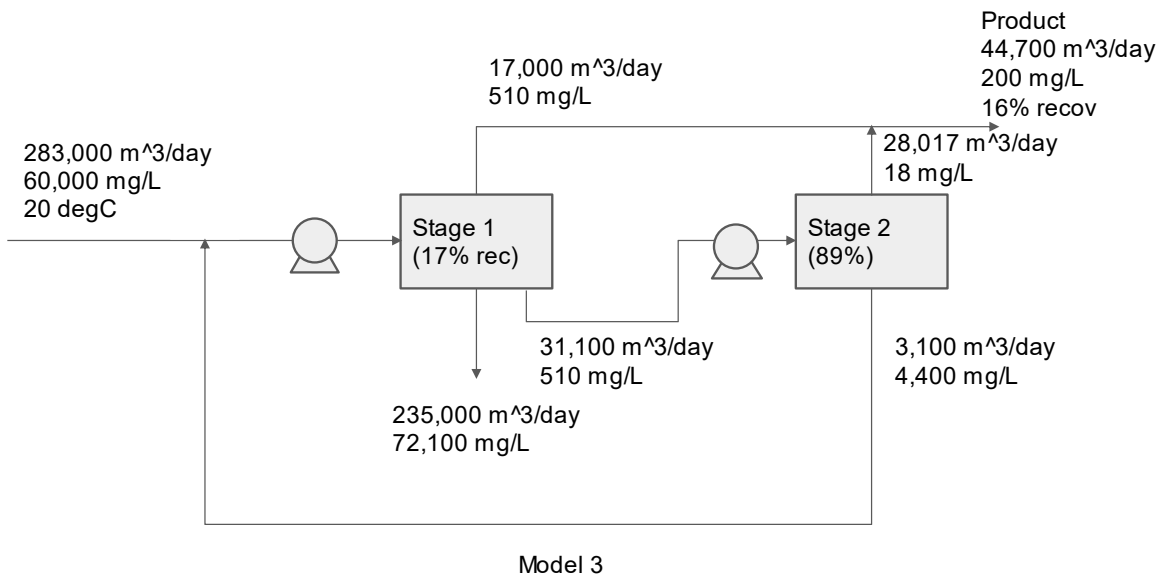 Product
44,700 m^3/day
200 mg/L
16% recov
17,000 m^3/day
510 mg/L
283,000 m^3/day
60,000 mg/L
20 degC
28,017 m^3/day
18 mg/L
Stage 1
(17% rec)
Stage 2
(89%)
31,100 m^3/day
510 mg/L
3,100 m^3/day
4,400 mg/L
235,000 m^3/day
72,100 mg/L
Model 3